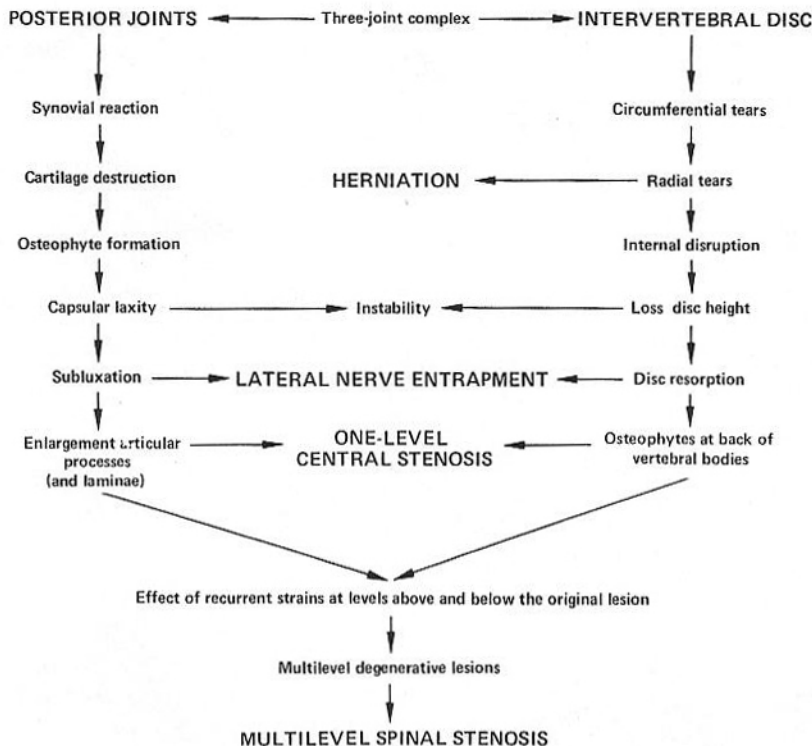 POSTERIOR JOINTS Three-joint complex INTERVERTEBRAL DISC
Synovial reaction Circumferential tears
Cartilage destruction HERNIATION Radial tears
Osteophyte formation Internal disruption
Capsular laxity Instability Loss disc height
Subluxation LATERAL NERVE ENTRAPMENT Disc resorption
Enlargement articular
processes
(and laminae)
ONE-LEVEL
CENTRAL STENOSIS
Osteophytes at back of
vertebral bodies
Effect of recurrent strains at levels above and below the original lesion
Multilevel degenerative lesions
MULTILEVEL SPINAL STENOSIS